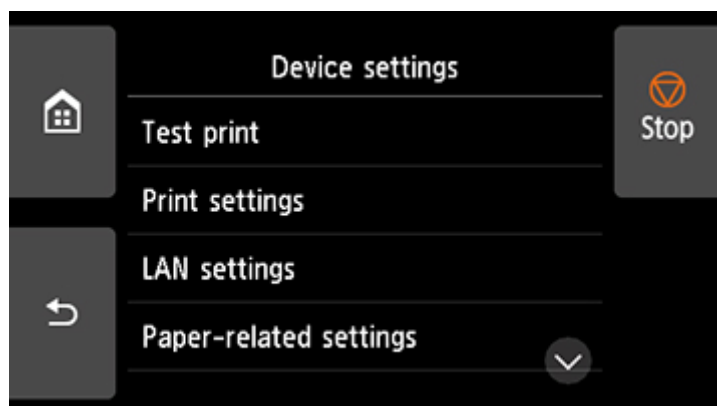 Device settings
Stop
Test print
Print settings
LAN settings
Paper-related settings